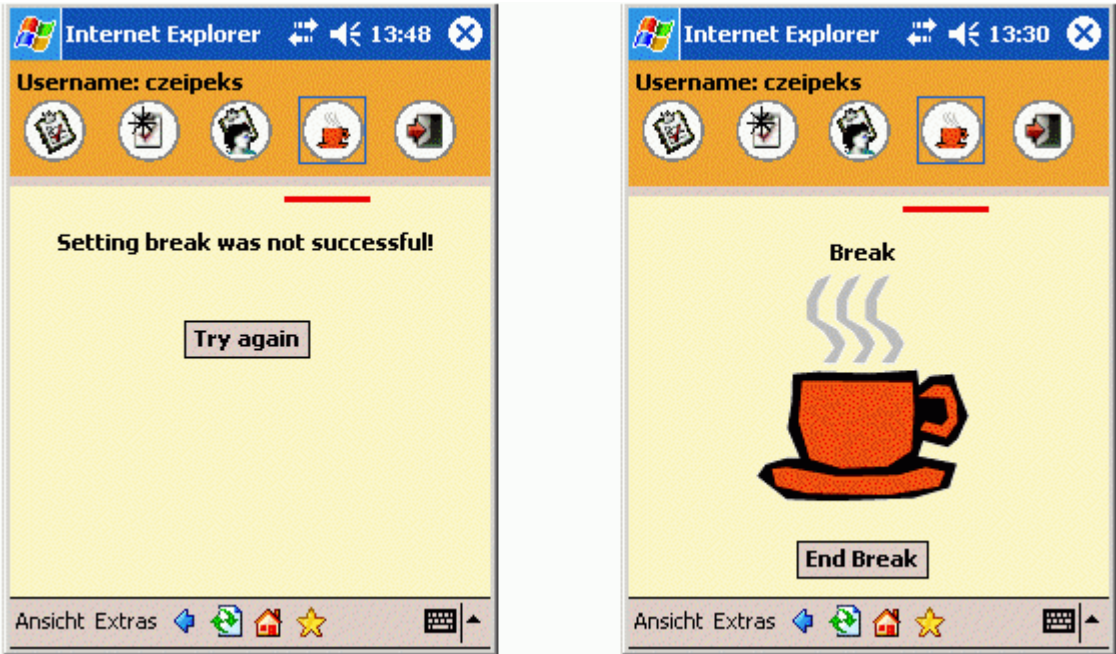 Internet Explorer 13:48
Username: czeipeks
Setting break was not successful!
Try again
Ansicht Extras
Internet Explorer 13:30
Username: czeipeks
Break
End Break
Ansicht Extras